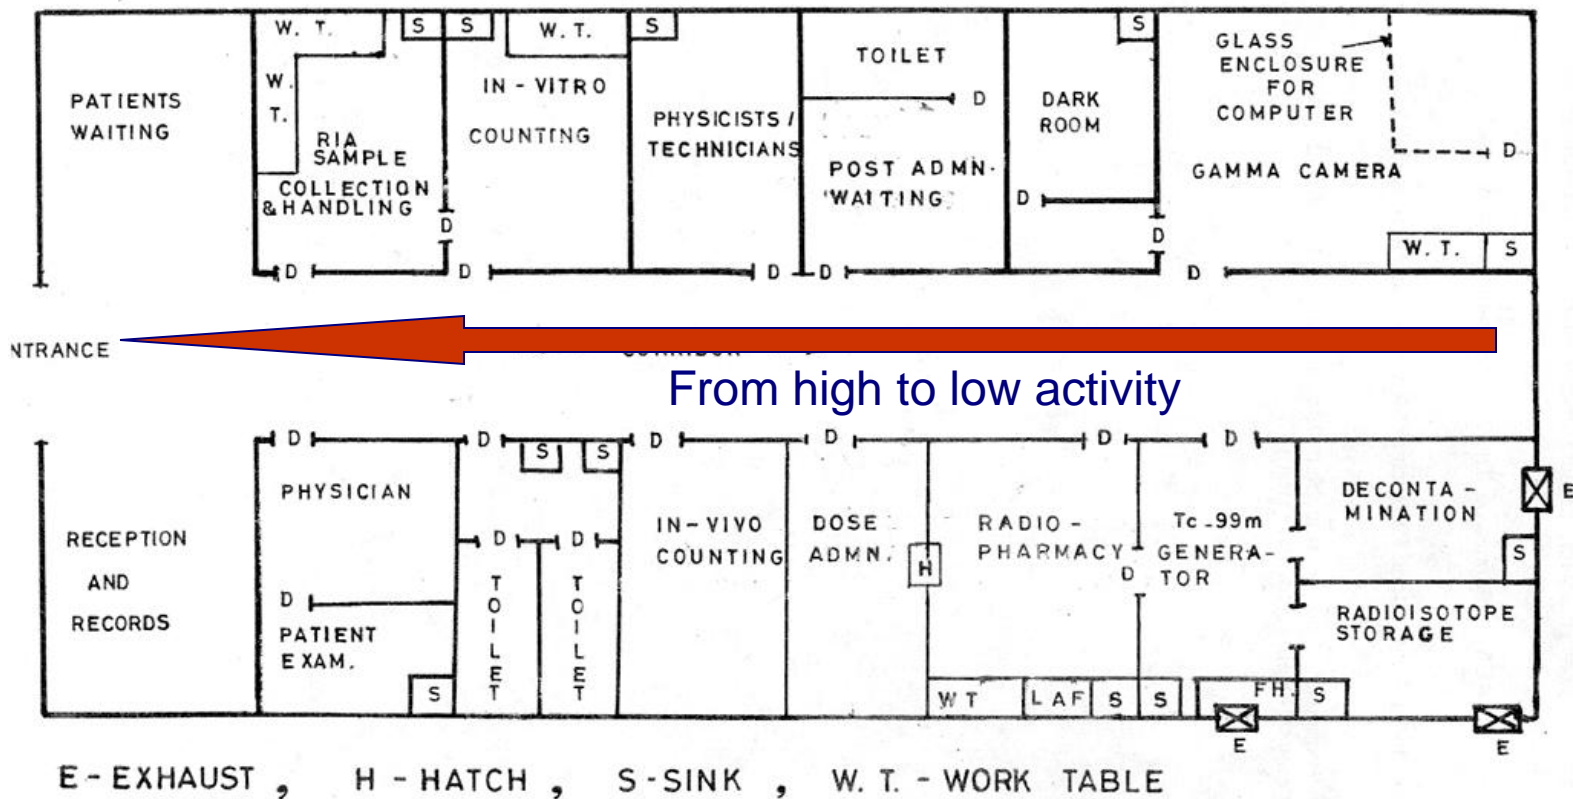 PATIENTS
WAITING
W. T.
W.
T.
S
S
RIA
SAMPLE
COLLECTION
&HANDLING
D
D
W. T.
IN-VITRO
COUNTING
D
S
PHYSICISTS/
TECHNICIANS
D
TOILET
D
POST ADMN.
WAITING
D
S
DARK
ROOM
D
D
GLASS
ENCLOSURE
FOR
COMPUTER
D
GAMMA CAMERA
W. T.
S
D
NTRANCE
From high to low activity
RECEPTION
AND
RECORDS
D
PHYSICIAN
D
PATIENT
EXAM.
S
D
S
S
D
D
TOILET
TOILET
D
IN-VIVO
COUNTING
D
DOSE
ADMN.
H
D
RADIO-
PHARMACY
D
WT
LAF
S
S
D
Tc-99m
GENERA-
TOR
FH.
S
E
DECONTA-
MINATION
S
E
RADIOISOTOPE
STORAGE
E
E-EXHAUST , H-HATCH , S-SINK , W. T.-WORK TABLE